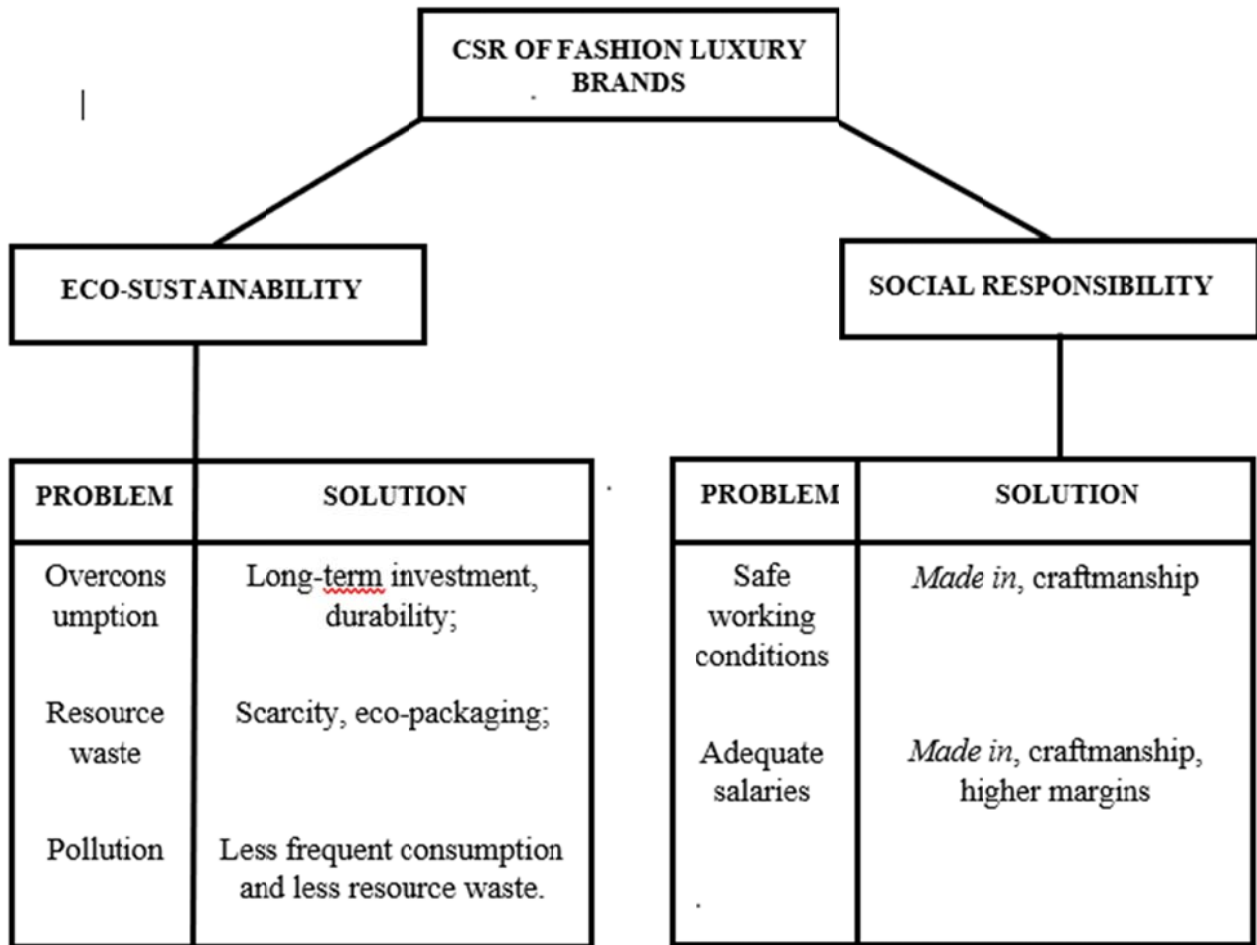 CSR OF FASHION LUXURY
BRANDS
ECO-SUSTAINABILITY
SOCIAL RESPONSIBILITY
PROBLEM
SOLUTION
Overcons
umption
Long-term investment,
durability;
Resource
waste
Scarcity, eco-packaging;
Pollution
Less frequent consumption
and less resource waste.
PROBLEM
SOLUTION
Safe
working
conditions
Made in, craftmanship
Adequate
salaries
Made in, craftmanship,
higher margins